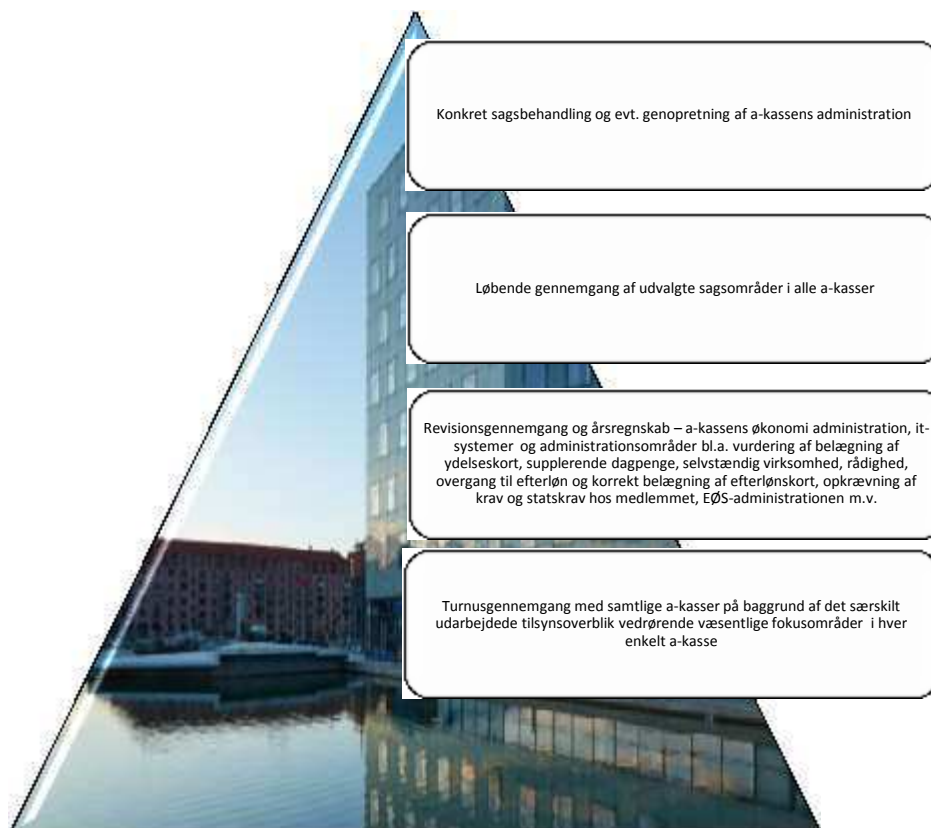 Konkret sagsbehandling og evt. genopretning af a-kassens administration
Løbende gennemgang af udvalgte sagsområder i alle a-kasser
Revisionsgennemgang og årsregnskab – a-kassens økonomi administration, it-
systemer og administrationsområder bl.a. vurdering af belægning af
ydelseskort, supplerende dagpenge, selvstændig virksomhed, rådighed,
overgang til efterløn og korrekt belægning af efterlønskort, opkrævning af
krav og statskrav hos medlemmet, EØS-administrationen m.v.
Turnusgennemgang med samtlige a-kasser på baggrund af det særskilt
udarbejdede tilsynsoverblik vedrørende væsentlige fokusområder i hver
enkelt a-kasse